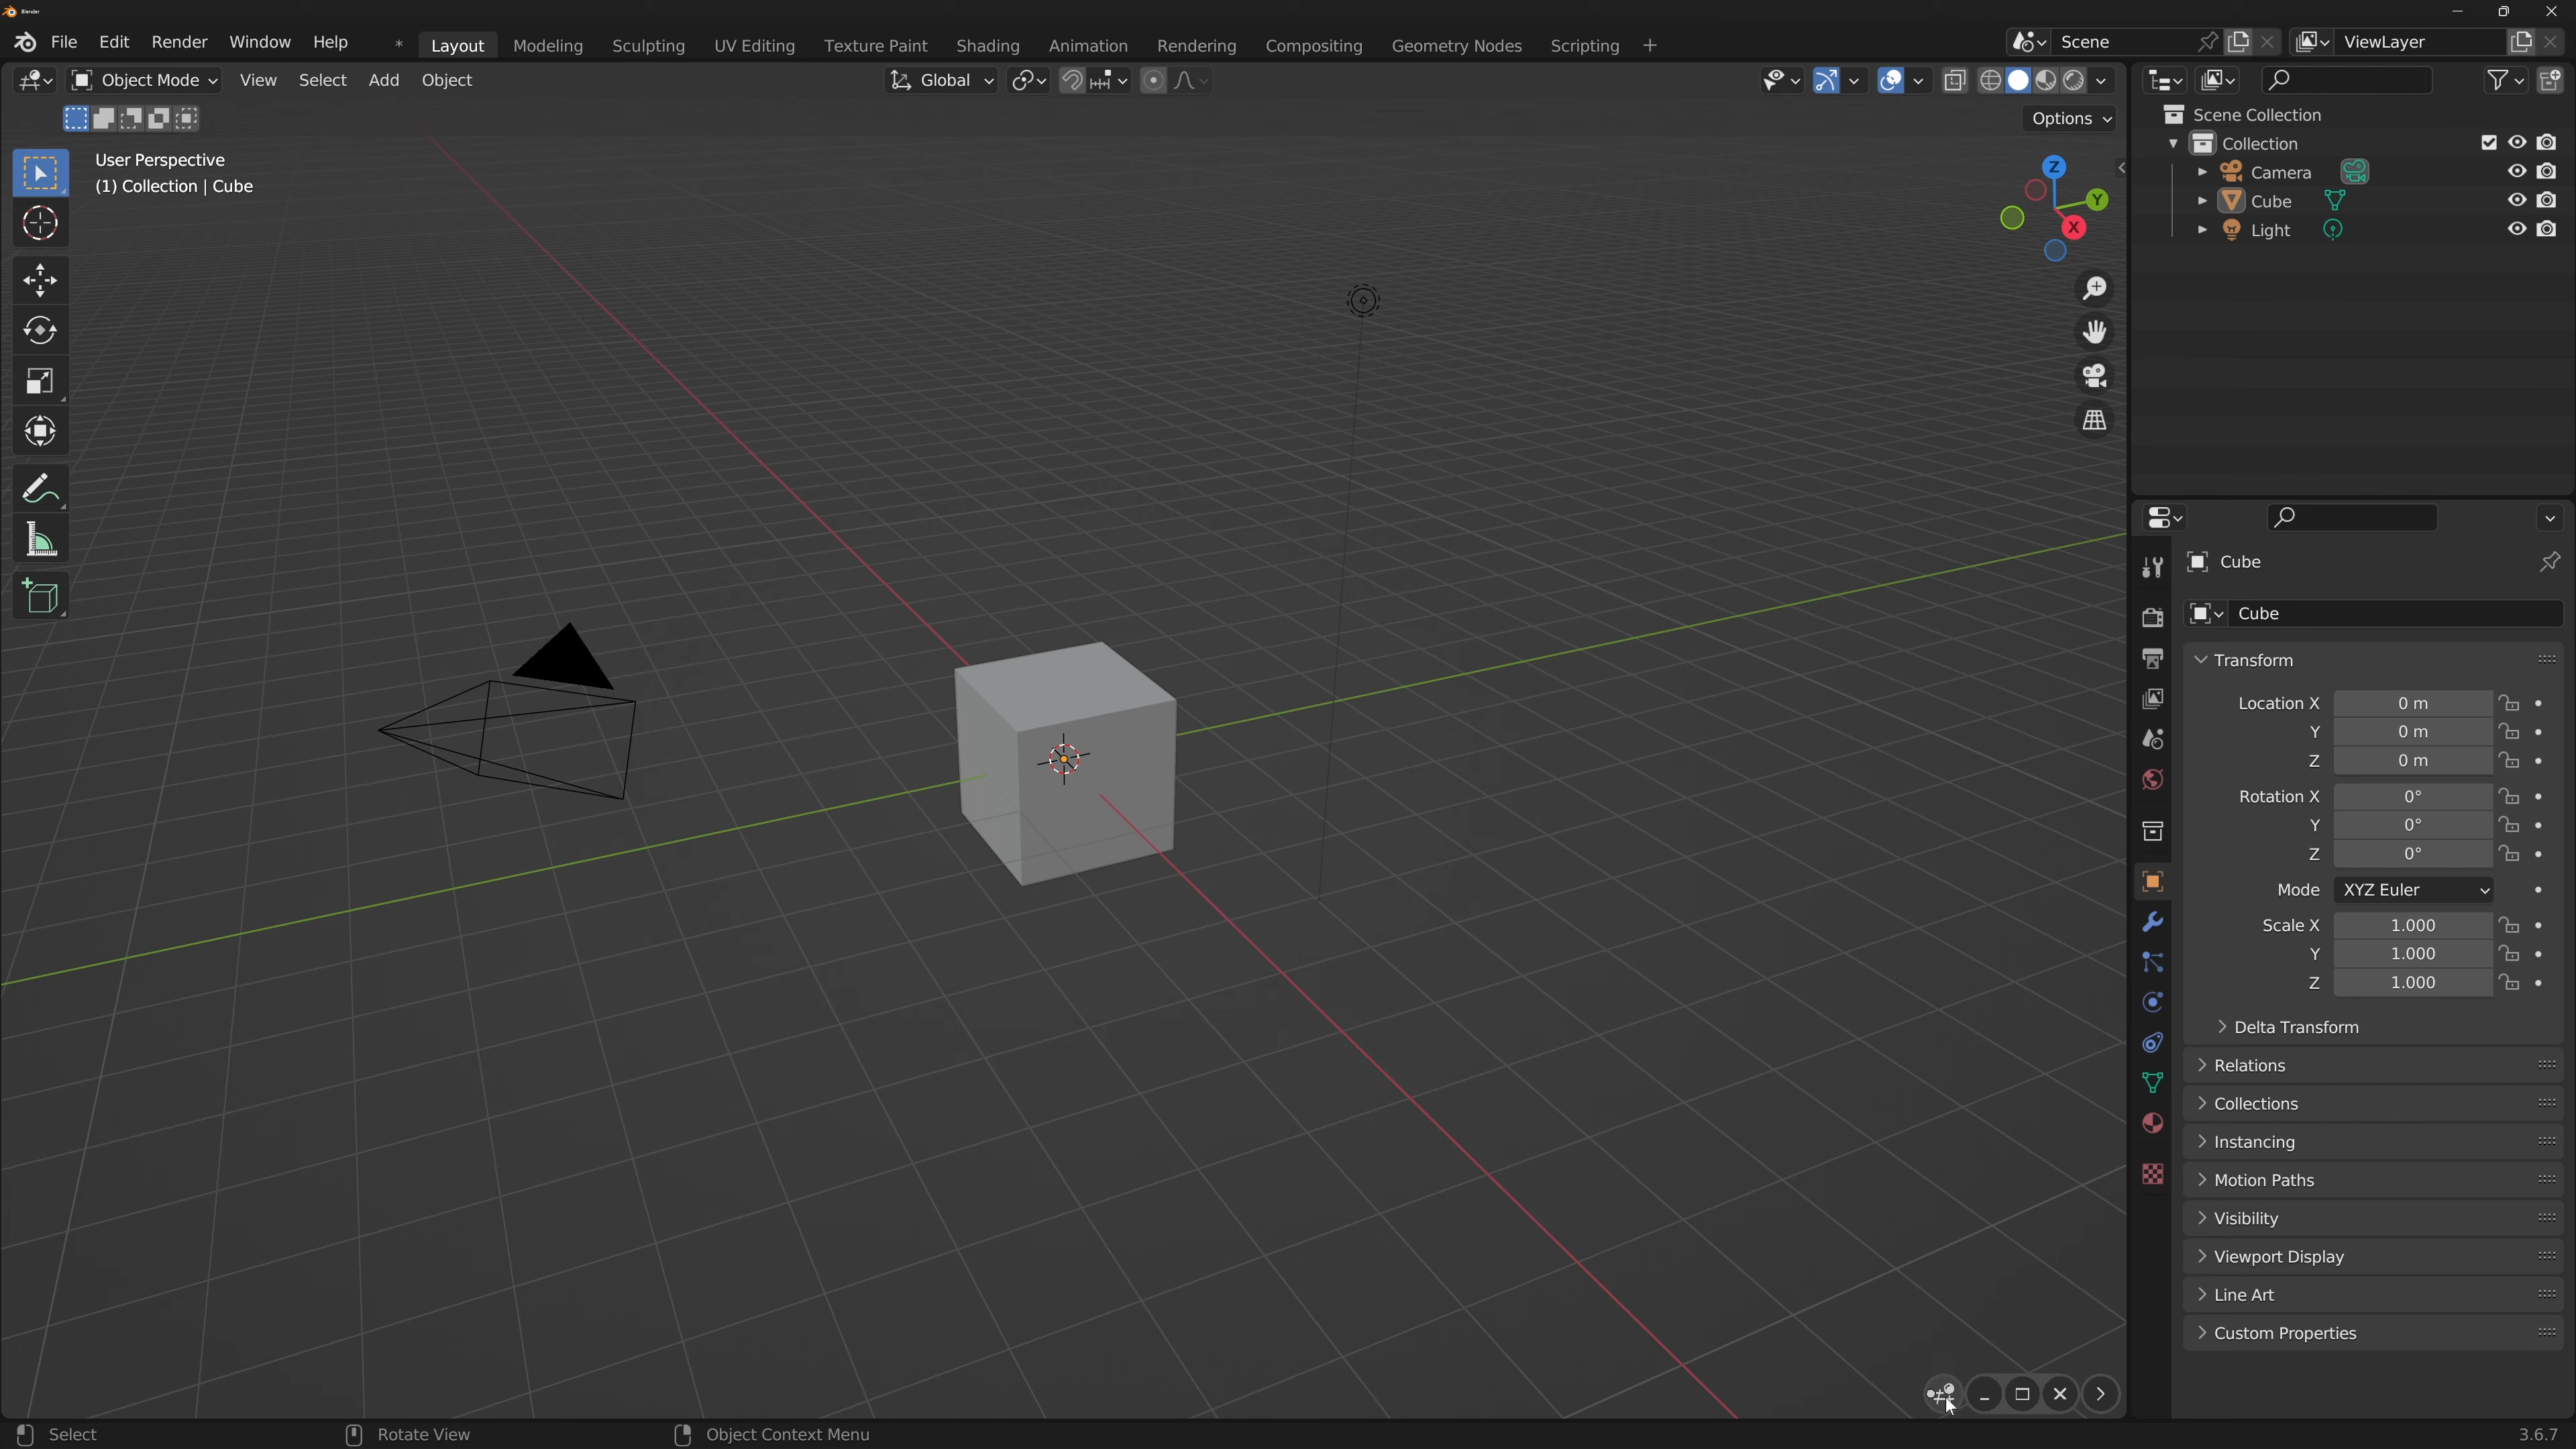 Blender
File Edit Render Window Help * Layout Modeling Sculpting UV Editing Texture Paint Shading Animation Rendering Compositing Geometry Nodes Scripting + Scene ViewLayer
Object Mode View Select Add Object Global
Options
User Perspective
(1) Collection | Cube
Z
Y
X
Scene Collection
Collection
Camera
Cube
Light
Cube
Cube
Transform
Location X 0 m
Y 0 m
Z 0 m
Rotation X 0°
Y 0°
Z 0°
Mode XYZ Euler
Scale X 1.000
Y 1.000
Z 1.000
Delta Transform
Relations
Collections
Instancing
Motion Paths
Visibility
Viewport Display
Line Art
Custom Properties
Select Rotate View Object Context Menu 3.6.7